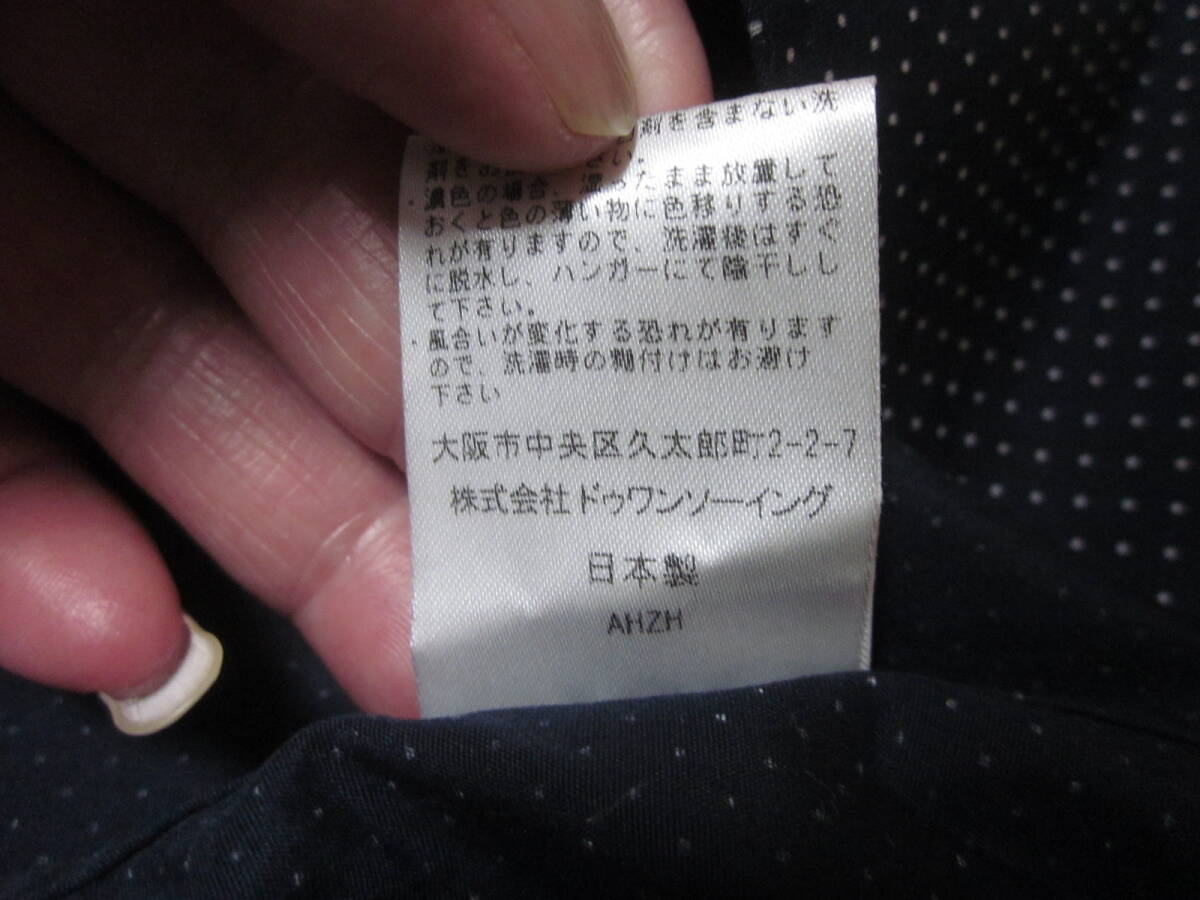 剤を含まない洗
剤を
・濃色の場合、濡れたまま放置して
おくと色の薄い物に色移りする恐
れが有りますので、洗濯後はすぐ
に脱水し、ハンガーにて陰干しし
て下さい。
・風合いが変化する恐れが有ります
ので、洗濯時の糊付けはお避け
下さい
大阪市中央区久太郎町2-2-7
株式会社ドゥワンソーイング
日本製
AHZH